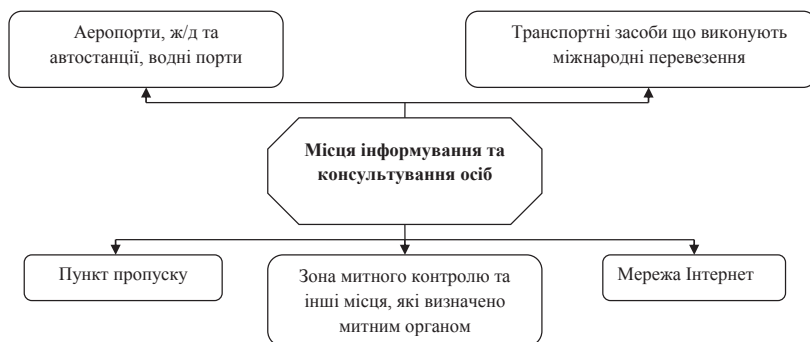 Аеропорти, ж/д та
автостанції, водні порти
Транспортні засоби що виконують
міжнародні перевезення
Місця інформування та
консультування осіб
Пункт пропуску
Зона митного контролю та
інші місця, які визначено
митним органом
Мережа Інтернет